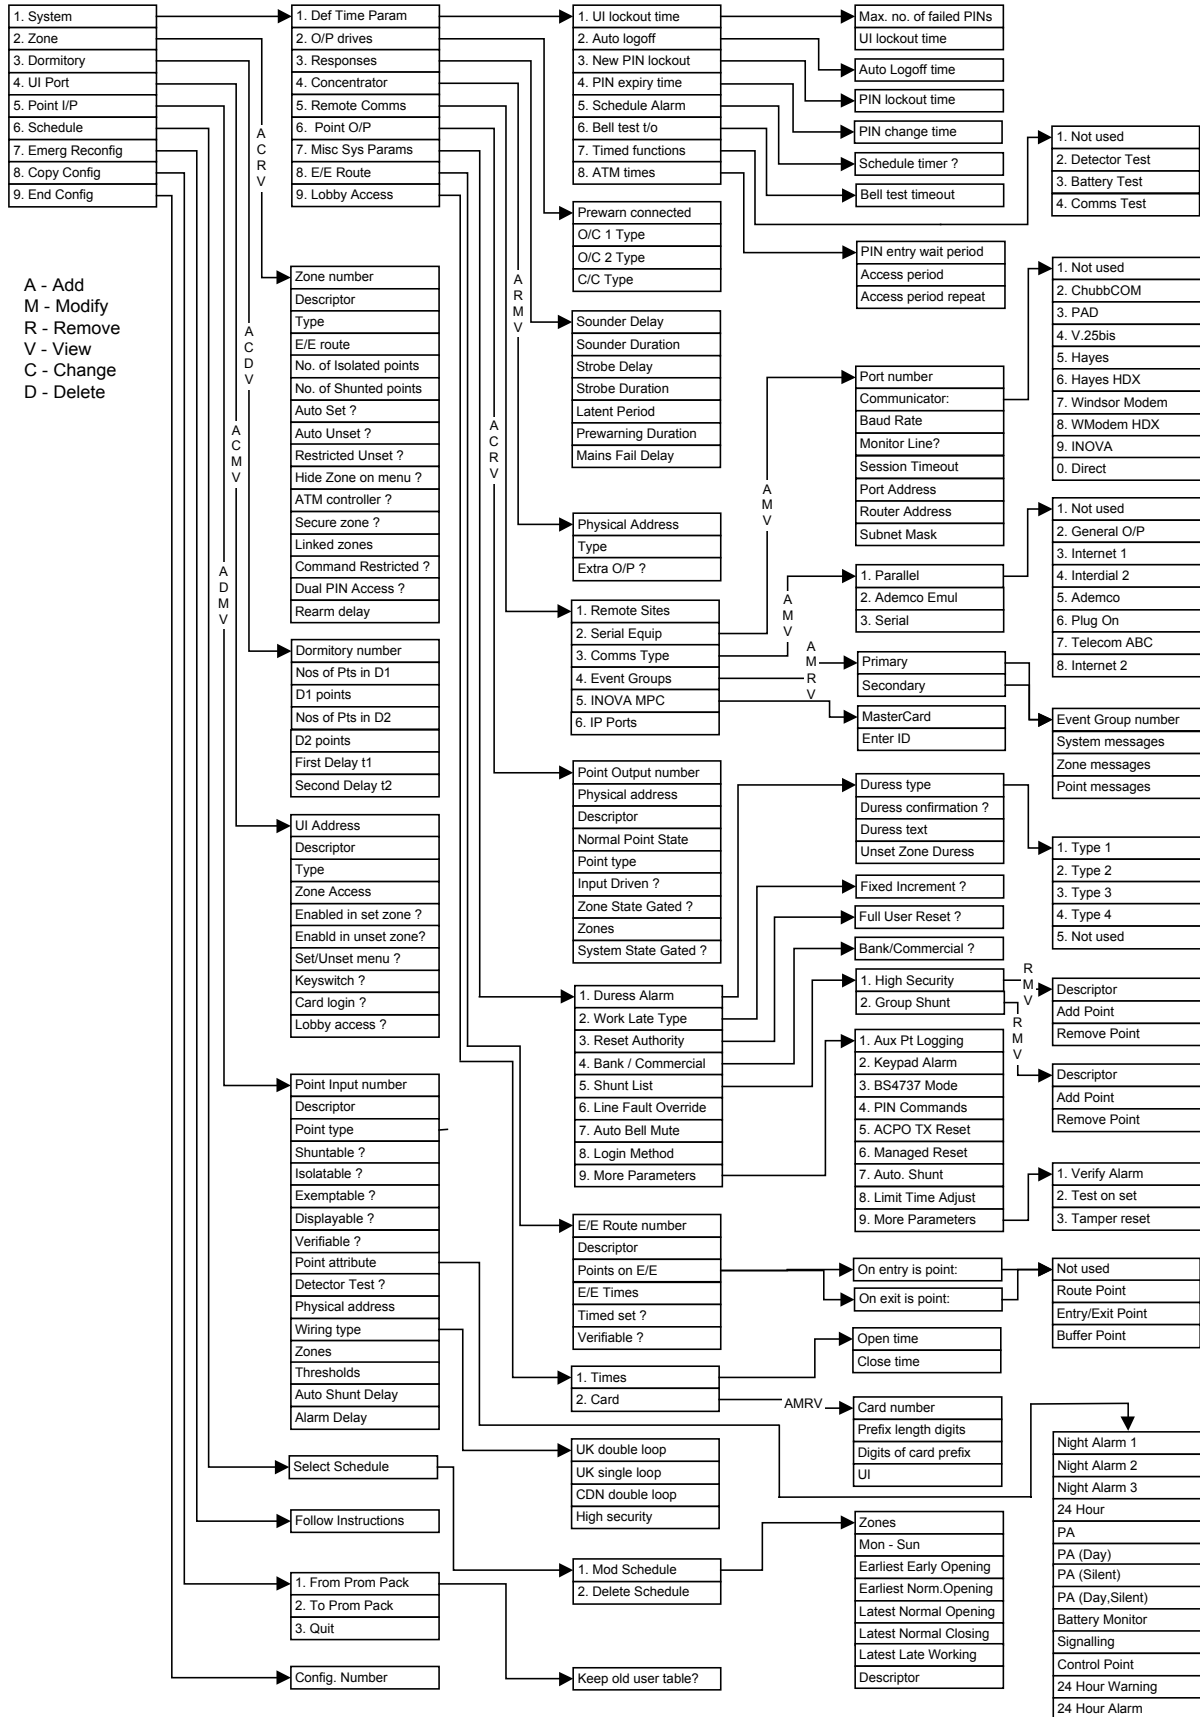 1. System
2. Zone
3. Dormitory
4. UI Port
5. Point I/P
6. Schedule
7. Emerg Reconfig
8. Copy Config
9. End Config
A - Add
M - Modify
R - Remove
V - View
C - Change
D - Delete
A
C
R
V
A
C
D
V
A
C
M
V
A
D
M
V
1. Def Time Param
2. O/P drives
3. Responses
4. Concentrator
5. Remote Comms
6. Point O/P
7. Misc Sys Params
8. E/E Route
9. Lobby Access
Zone number
Descriptor
Type
E/E route
No. of Isolated points
No. of Shunted points
Auto Set ?
Auto Unset ?
Restricted Unset ?
Hide Zone on menu ?
ATM controller ?
Secure zone ?
Linked zones
Command Restricted ?
Dual PIN Access ?
Rearm delay
Dormitory number
Nos of Pts in D1
D1 points
Nos of Pts in D2
D2 points
First Delay t1
Second Delay t2
UI Address
Descriptor
Type
Zone Access
Enabled in set zone ?
Enabld in unset zone?
Set/Unset menu ?
Keyswitch ?
Card login ?
Lobby access ?
Point Input number
Descriptor
Point type
Shuntable ?
Isolatable ?
Exemptable ?
Displayable ?
Verifiable ?
Point attribute
Detector Test ?
Physical address
Wiring type
Zones
Thresholds
Auto Shunt Delay
Alarm Delay
Select Schedule
Follow Instructions
1. From Prom Pack
2. To Prom Pack
3. Quit
Config. Number
A
R
M
V
A
C
R
V
1. UI lockout time
2. Auto logoff
3. New PIN lockout
4. PIN expiry time
5. Schedule Alarm
6. Bell test t/o
7. Timed functions
8. ATM times
Prewarn connected
O/C 1 Type
O/C 2 Type
C/C Type
Sounder Delay
Sounder Duration
Strobe Delay
Strobe Duration
Latent Period
Prewarning Duration
Mains Fail Delay
Physical Address
Type
Extra O/P ?
1. Remote Sites
2. Serial Equip
3. Comms Type
4. Event Groups
5. INOVA MPC
6. IP Ports
Point Output number
Physical address
Descriptor
Normal Point State
Point type
Input Driven ?
Zone State Gated ?
Zones
System State Gated ?
1. Duress Alarm
2. Work Late Type
3. Reset Authority
4. Bank / Commercial
5. Shunt List
6. Line Fault Override
7. Auto Bell Mute
8. Login Method
9. More Parameters
E/E Route number
Descriptor
Points on E/E
E/E Times
Timed set ?
Verifiable ?
1. Times
2. Card
UK double loop
UK single loop
CDN double loop
High security
1. Mod Schedule
2. Delete Schedule
Keep old user table?
A
M
V
A
M
V
A
M
R
V
AMRV
Max. no. of failed PINs
UI lockout time
Auto Logoff time
PIN lockout time
PIN change time
Schedule timer ?
Bell test timeout
PIN entry wait period
Access period
Access period repeat
Port number
Communicator:
Baud Rate
Monitor Line?
Session Timeout
Port Address
Router Address
Subnet Mask
1. Parallel
2. Ademco Emul
3. Serial
Primary
Secondary
MasterCard
Enter ID
Duress type
Duress confirmation ?
Duress text
Unset Zone Duress
Fixed Increment ?
Full User Reset ?
Bank/Commercial ?
1. High Security
2. Group Shunt
1. Aux Pt Logging
2. Keypad Alarm
3. BS4737 Mode
4. PIN Commands
5. ACPO TX Reset
6. Managed Reset
7. Auto. Shunt
8. Limit Time Adjust
9. More Parameters
On entry is point:
On exit is point:
Open time
Close time
Card number
Prefix length digits
Digits of card prefix
UI
Zones
Mon - Sun
Earliest Early Opening
Earliest Norm.Opening
Latest Normal Opening
Latest Normal Closing
Latest Late Working
Descriptor
R
M
V
R
M
V
1. Not used
2. Detector Test
3. Battery Test
4. Comms Test
1. Not used
2. ChubbCOM
3. PAD
4. V.25bis
5. Hayes
6. Hayes HDX
7. Windsor Modem
8. WModem HDX
9. INOVA
0. Direct
1. Not used
2. General O/P
3. Internet 1
4. Interdial 2
5. Ademco
6. Plug On
7. Telecom ABC
8. Internet 2
Event Group number
System messages
Zone messages
Point messages
1. Type 1
2. Type 2
3. Type 3
4. Type 4
5. Not used
Descriptor
Add Point
Remove Point
Descriptor
Add Point
Remove Point
1. Verify Alarm
2. Test on set
3. Tamper reset
Not used
Route Point
Entry/Exit Point
Buffer Point
Night Alarm 1
Night Alarm 2
Night Alarm 3
24 Hour
PA
PA (Day)
PA (Silent)
PA (Day,Silent)
Battery Monitor
Signalling
Control Point
24 Hour Warning
24 Hour Alarm